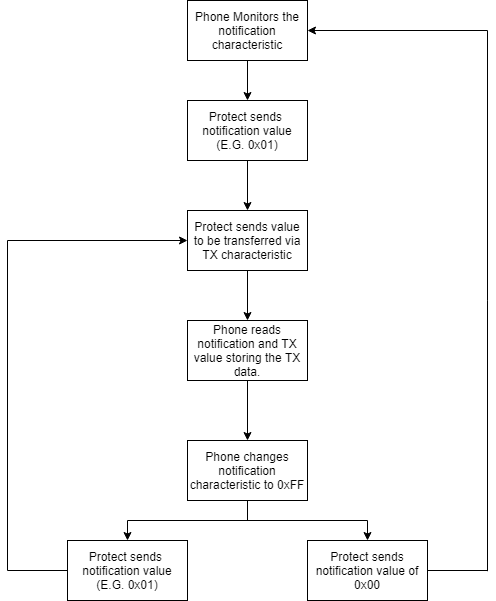 Phone Monitors the
notification
characteristic
Protect sends
notification value
(E.G. 0x01)
Protect sends value
to be transferred via
TX characteristic
Phone reads
notification and TX
value storing the TX
data.
Phone changes
notification
characteristic to 0xFF
Protect sends
notification value
(E.G. 0x01)
Protect sends
notification value of
0x00